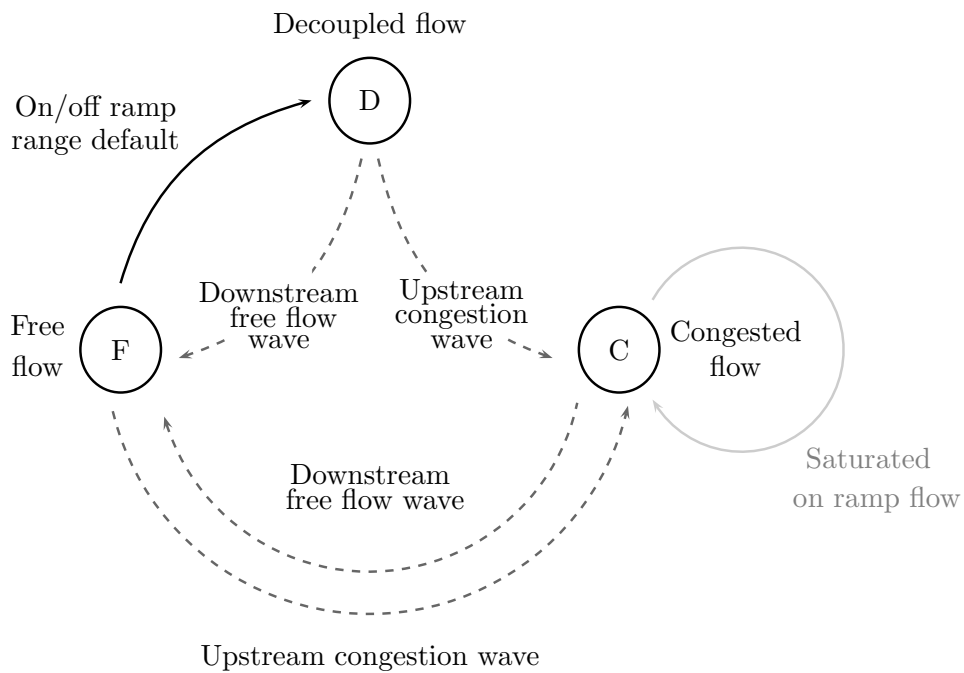 Decoupled flow
D
On/off ramp
range default
Downstream
free flow
wave
Upstream
congestion
wave
Free
flow
F
C
Congested
flow
Saturated
on ramp flow
Downstream
free flow wave
Upstream congestion wave